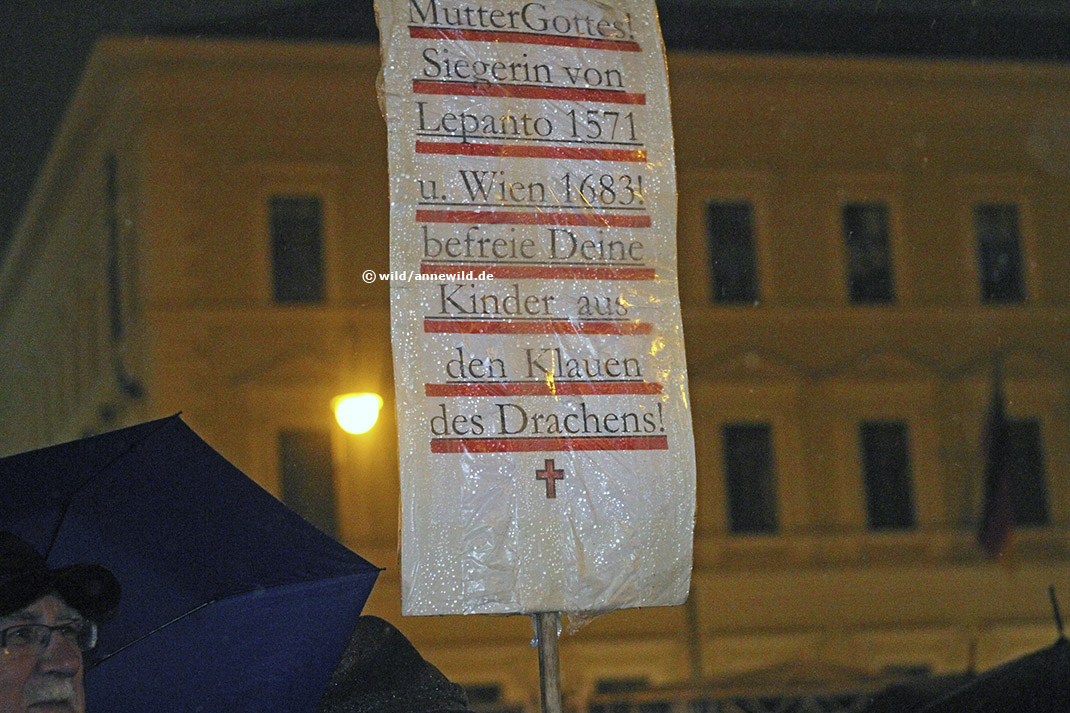 MutterGottes!
Siegerin von
Lepanto 1571
u. Wien 1683!
befreie Deine
Kinder aus
den Klauen
des Drachens!
© wild/annewild.de